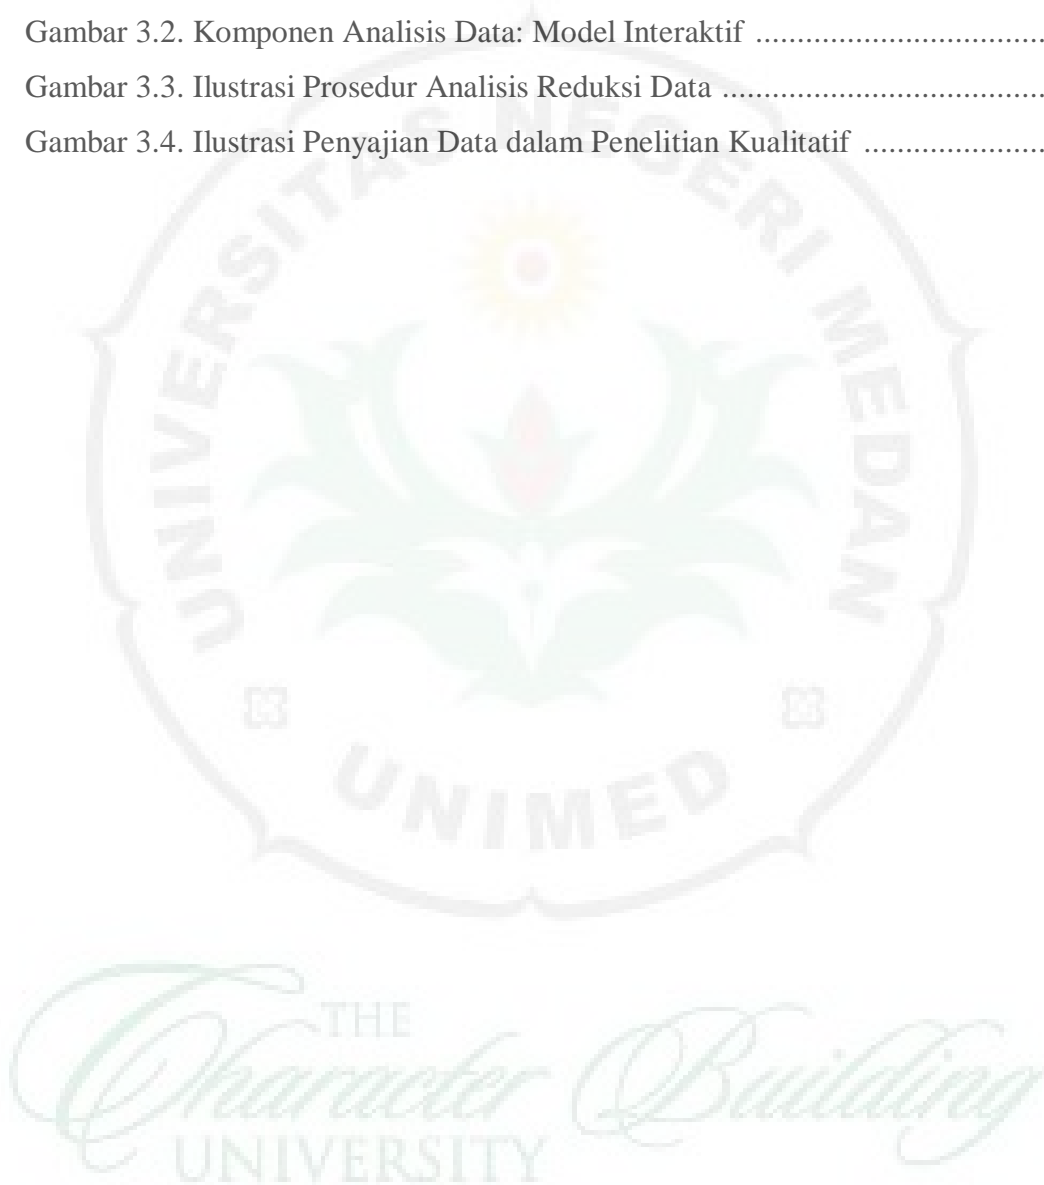 Gambar 3.2. Komponen Analisis Data: Model Interaktif ...................................
Gambar 3.3. Ilustrasi Prosedur Analisis Reduksi Data .......................................
Gambar 3.4. Ilustrasi Penyajian Data dalam Penelitian Kualitatif ......................
UNIVERSITAS NEGERI MEDAN
UNIMED
THE
Character Building
UNIVERSITY